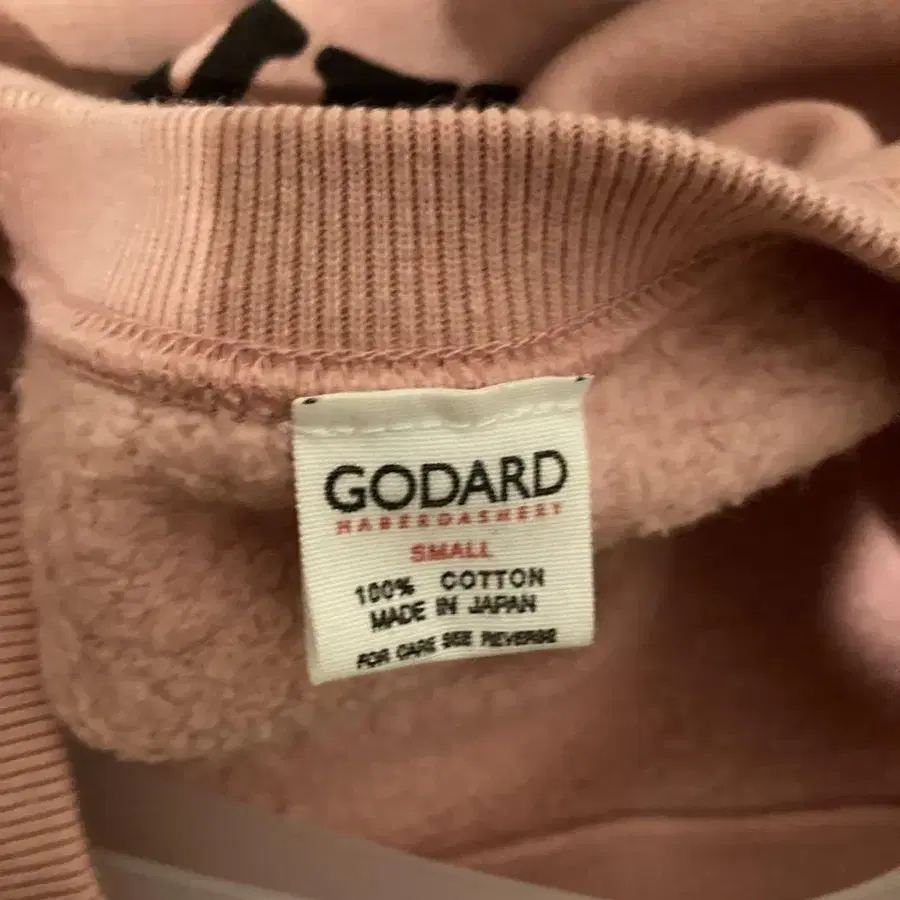 GODARD
HABERDASHERY
SMALL
100% COTTON
MADE IN JAPAN
FOR CARE SEE REVERSE